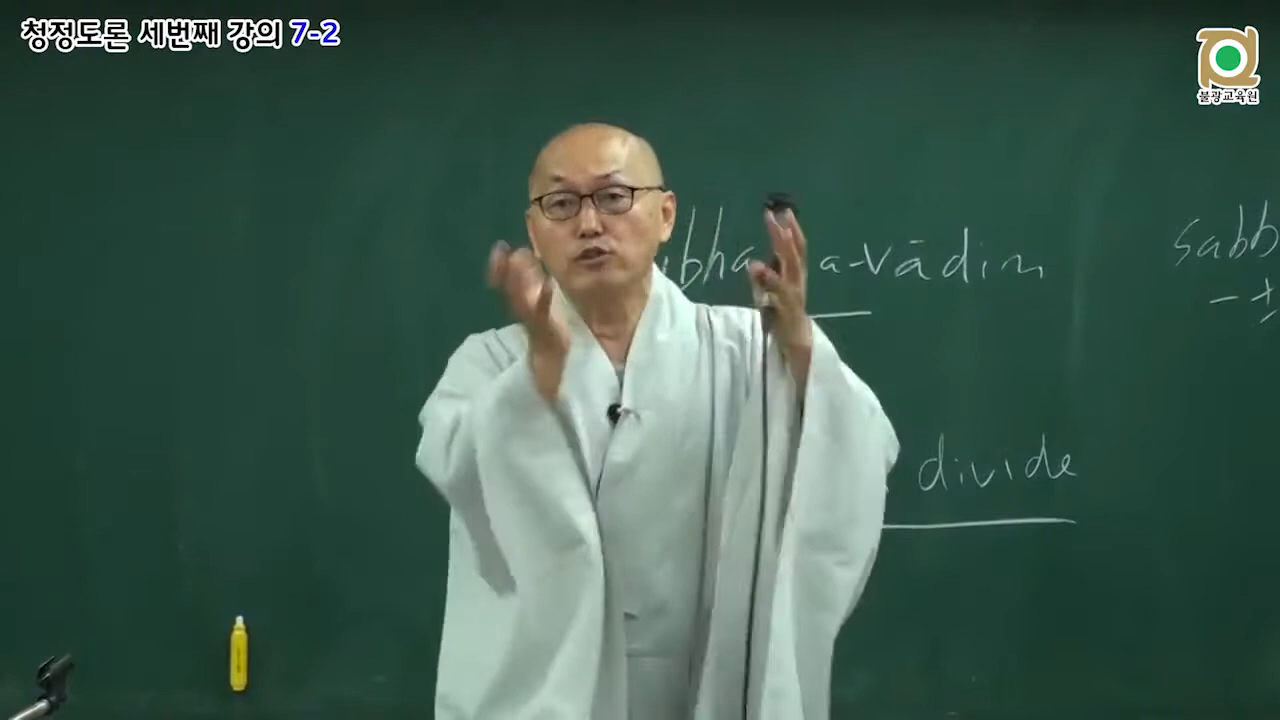 청정도론 세번째 강의 7-2
불광교육원
ibha a-vādin
sabb
divide